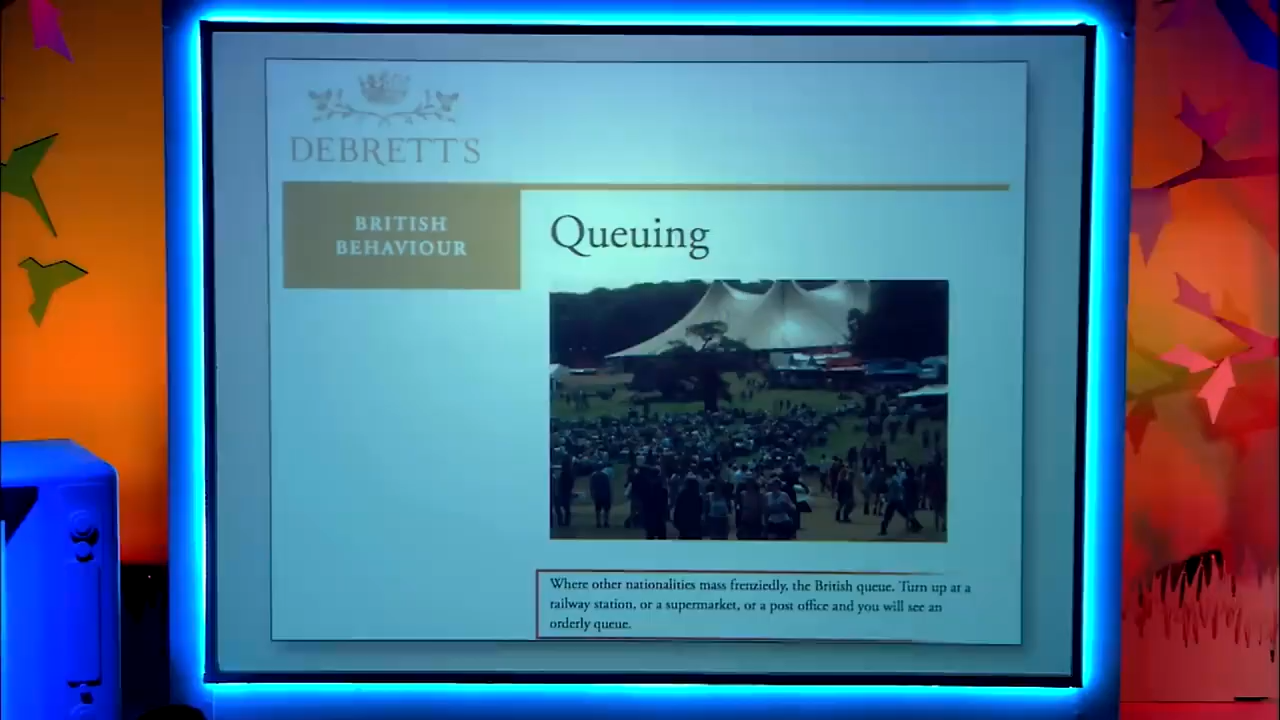 DEBRETT'S
BRITISH
BEHAVIOUR
Queuing
Where other nationalities mass frenziedly, the British queue. Turn up at a
railway station, or a supermarket, or a post office and you will see an
orderly queue.